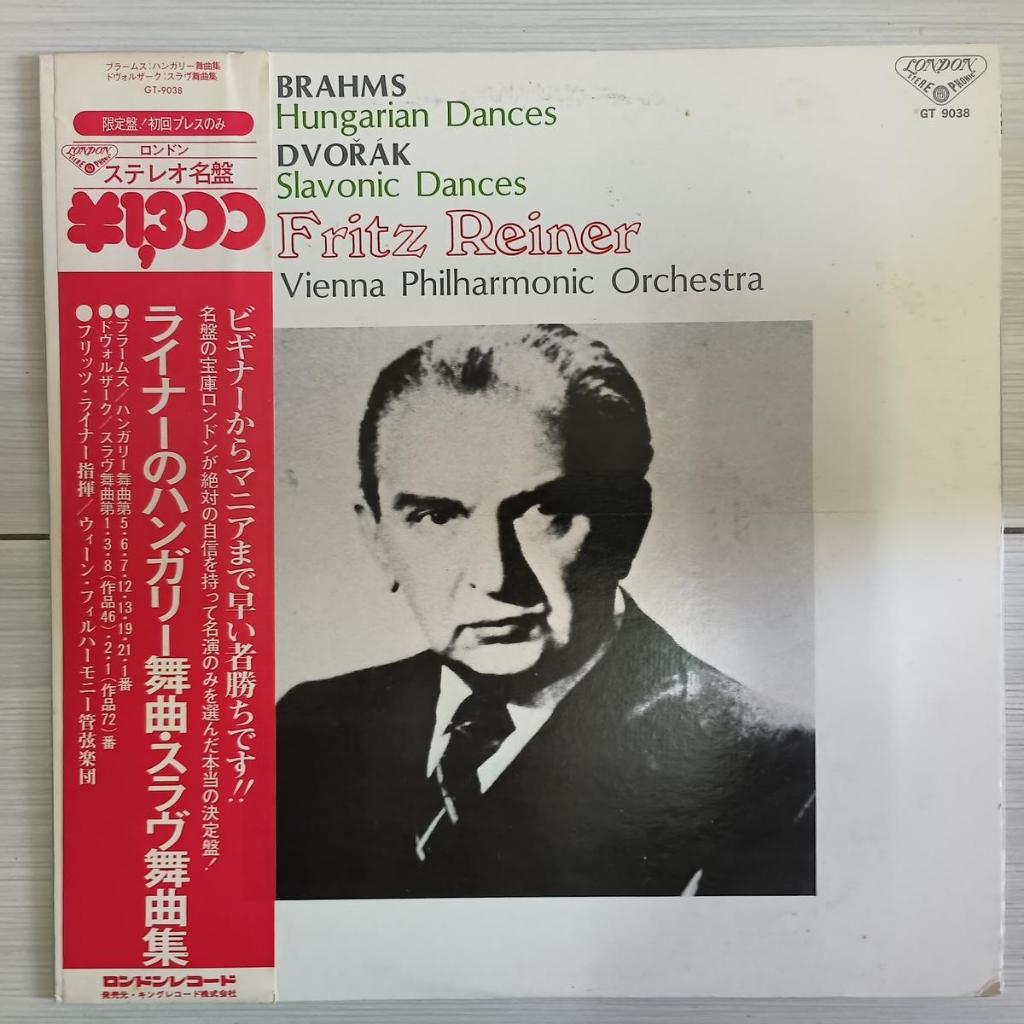 ブラームス:ハンガリー舞曲集
ドヴォルザーク:スラヴ舞曲集
GT-9038
限定盤!初回プレスのみ
LONDON
STEREO PHONIC
ロンドン
ステレオ名盤
¥1,300
ビギナーからマニアまで早い者勝ちです!!
名盤の宝庫ロンドンが絶対の自信を持って名演のみを選んだ本当の決定盤!
ライナーのハンガリー舞曲・スラヴ舞曲集
●ブラームス/ハンガリー舞曲第5・6・7・12・13・19・21・1番
●ドヴォルザーク/スラヴ舞曲第1・3・8(作品46)・2・1(作品72)番
●フリッツ・ライナー指揮/ウィーン・フィルハーモニー管弦楽団
ロンドンレコード
発売元・キングレコード株式会社
BRAHMS
Hungarian Dances
DVOŘÁK
Slavonic Dances
Fritz Reiner
Vienna Philharmonic Orchestra
LONDON
STEREO PHONIC
GT 9038